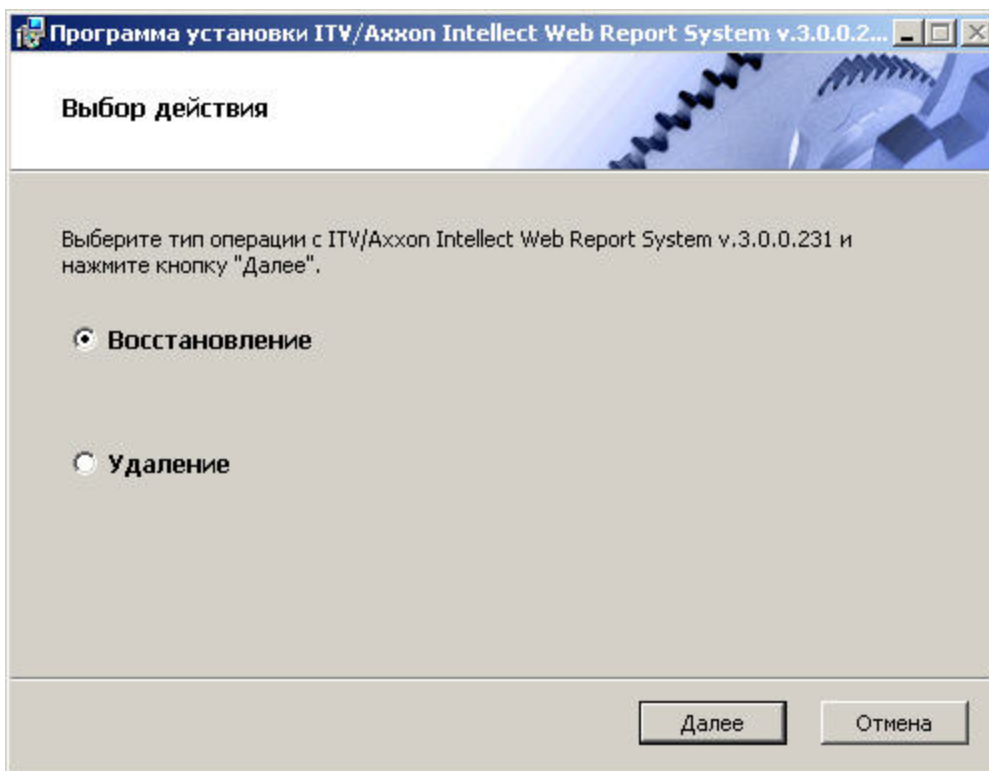 Программа установки ITV/Axxon Intellect Web Report System v.3.0.0.2...
Выбор действия
Выберите тип операции с ITV/Axxon Intellect Web Report System v.3.0.0.231 и
нажмите кнопку "Далее".
Восстановление
Удаление
Далее
Отмена